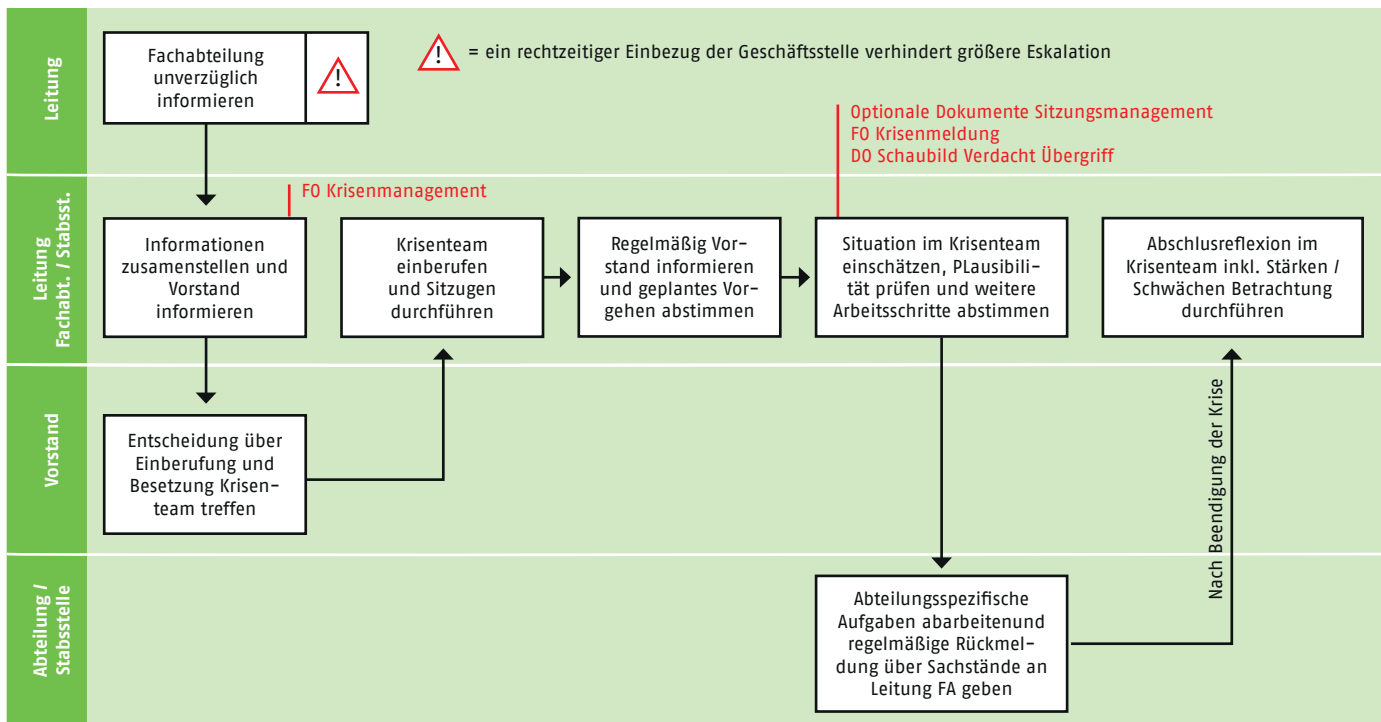 Leitung
Fachabteilung
unverzüglich
informieren
!
!
= ein rechtzeitiger Einbezug der Geschäftsstelle verhindert größere Eskalation
Optionale Dokumente Sitzungsmanagement
FO Krisenmeldung
DO Schaubild Verdacht Übergriff
Leitung
Fachabt. / Stabsst.
FO Krisenmanagement
Informationen
zusamenstellen und
Vorstand
informieren
Krisenteam
einberufen
und Sitzugen
durchführen
Regelmäßig Vor-
stand informieren
und geplantes Vor-
gehen abstimmen
Situation im Krisenteam
einschätzen, PLausibili-
tät prüfen und weitere
Arbeitsschritte abstimmen
Abschlusreflexion im
Krisenteam inkl. Stärken /
Schwächen Betrachtung
durchführen
Vorstand
Entscheidung über
Einberufung und
Besetzung Krisen-
team treffen
Nach Beendigung der Krise
Abteilung /
Stabsstelle
Abteilungsspezifische
Aufgaben abarbeitenund
regelmäßige Rückmel-
dung über Sachstände an
Leitung FA geben